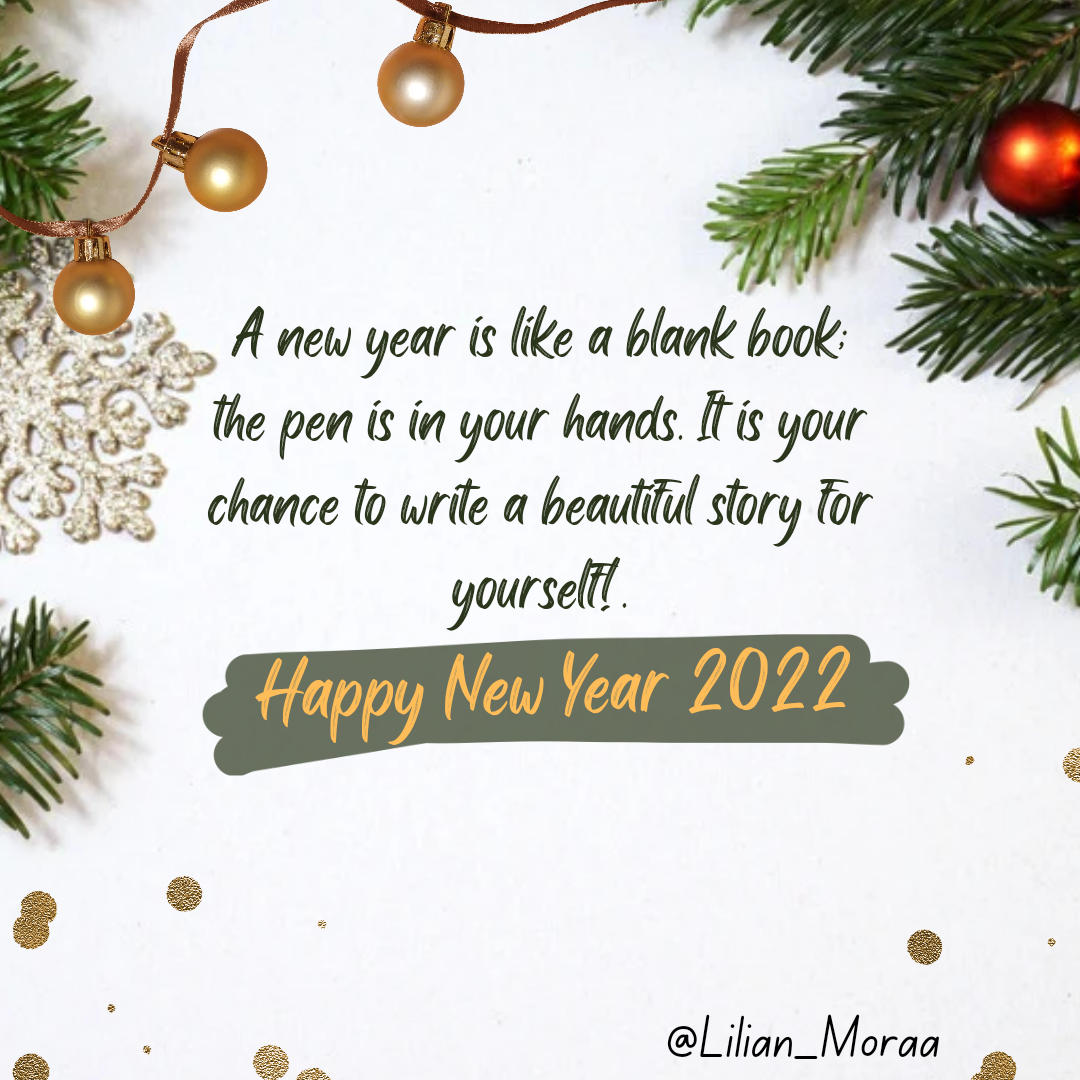 A new year is like a blank book;
the pen is in your hands. It is your
chance to write a beautiful story for
yourself! .
Happy New Year 2022
@Lilian_Moraa